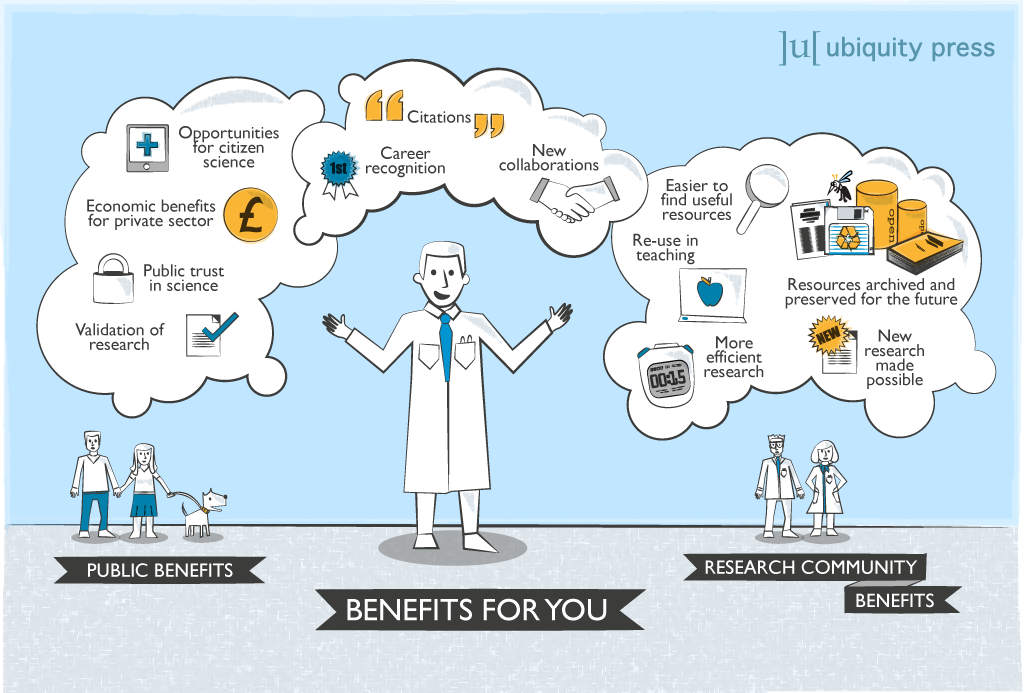 ]u[ ubiquity press
Opportunities
for citizen
science
Economic benefits
for private sector
£
Public trust
in science
Validation of
research
“ Citations ”
1st
Career
recognition
New
collaborations
Easier to
find useful
resources
Re-use in
teaching
open
open
Resources archived and
preserved for the future
More
efficient
research
00:15
NEW
New
research
made
possible
PUBLIC BENEFITS
BENEFITS FOR YOU
RESEARCH COMMUNITY
BENEFITS